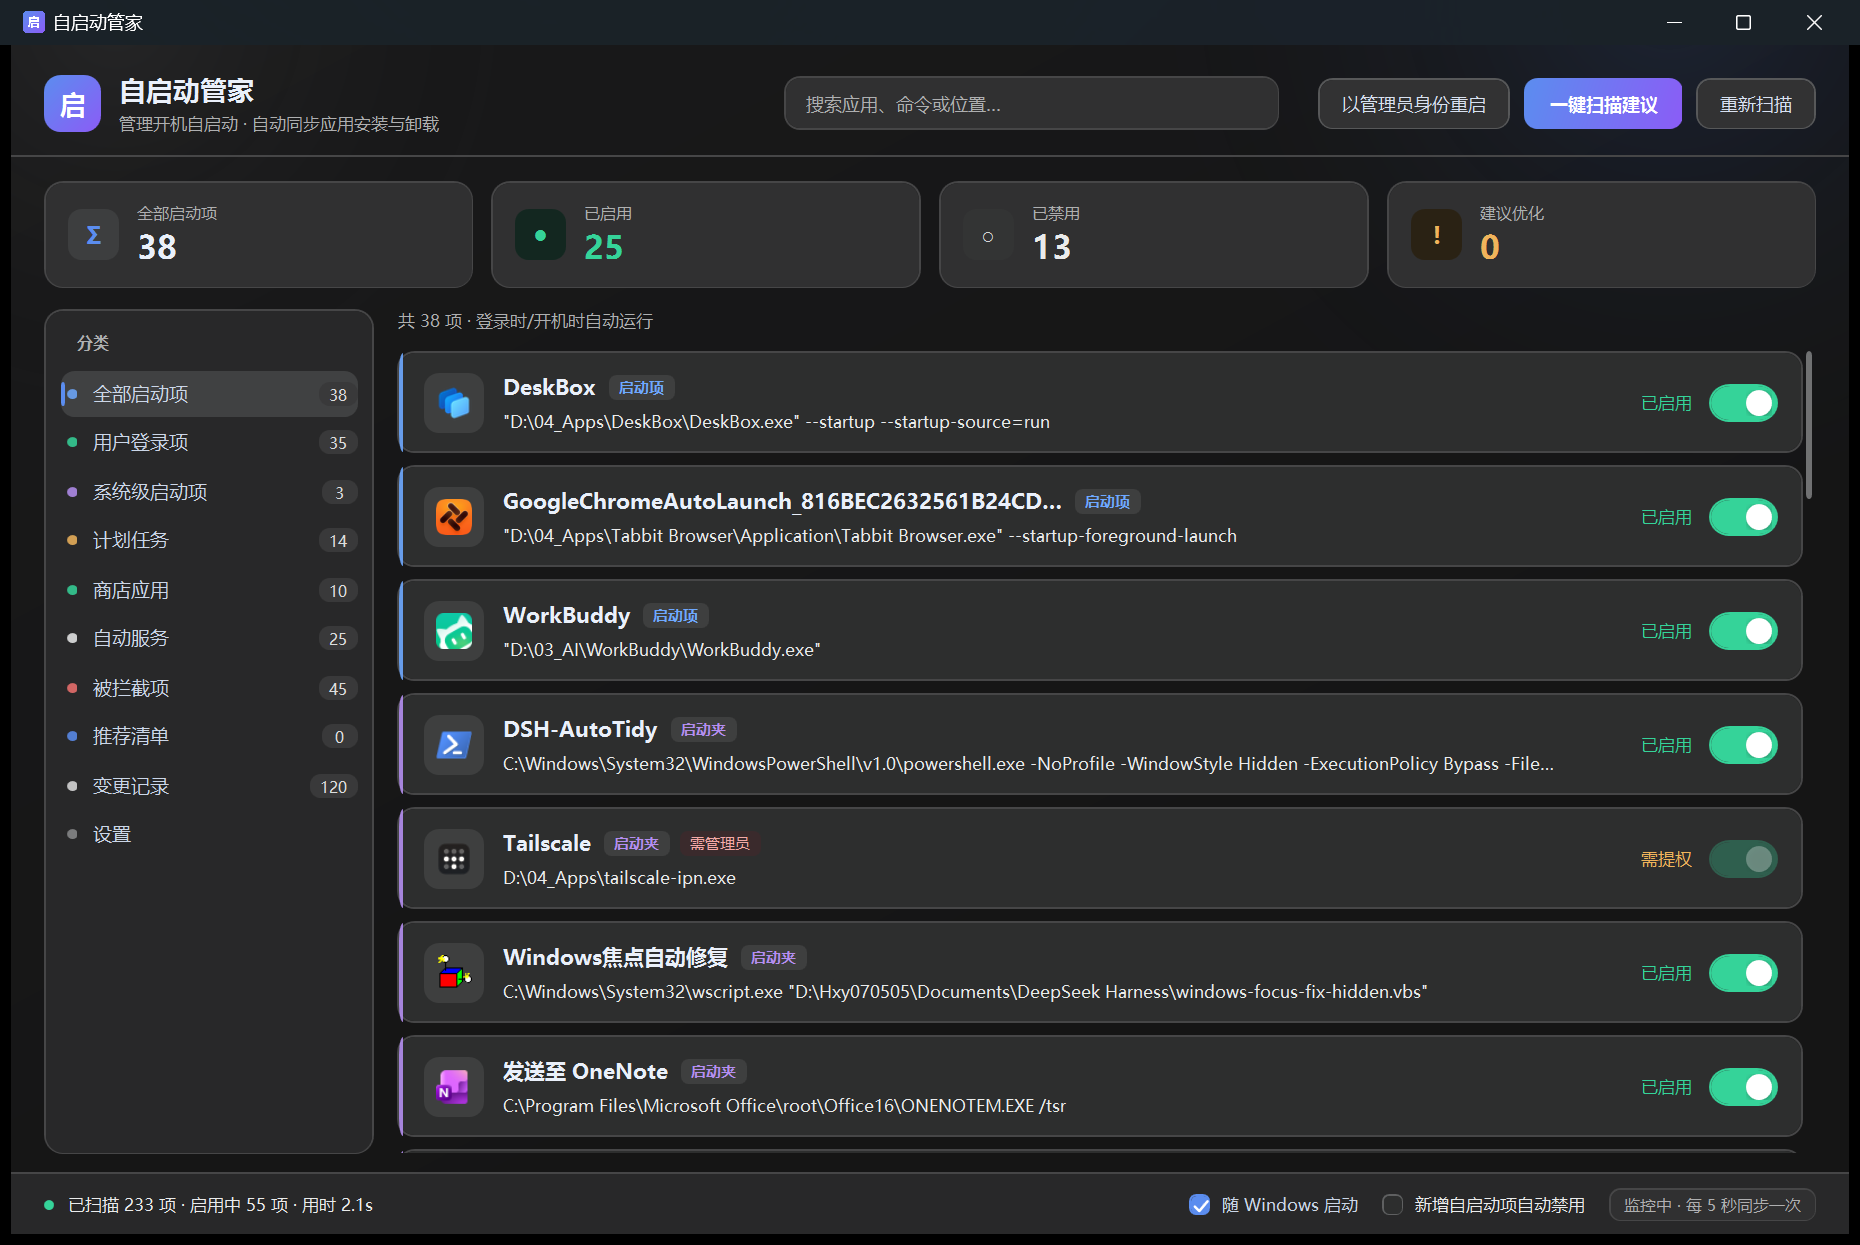 启 自启动管家
启 自启动管家
管理开机自启动 · 自动同步应用安装与卸载
搜索应用、命令或位置...
以管理员身份重启
一键扫描建议
重新扫描
Σ 全部启动项
38
已启用
25
已禁用
13
! 建议优化
0
分类
全部启动项 38
用户登录项 35
系统级启动项 3
计划任务 14
商店应用 10
自动服务 25
被拦截项 45
推荐清单 0
变更记录 120
设置
共 38 项 · 登录时/开机时自动运行
DeskBox 启动项
"D:\04_Apps\DeskBox\DeskBox.exe" --startup --startup-source=run
已启用
GoogleChromeAutoLaunch_816BEC2632561B24CD... 启动项
"D:\04_Apps\Tabbit Browser\Application\Tabbit Browser.exe" --startup-foreground-launch
已启用
WorkBuddy 启动项
"D:\03_AI\WorkBuddy\WorkBuddy.exe"
已启用
DSH-AutoTidy 启动夹
C:\Windows\System32\WindowsPowerShell\v1.0\powershell.exe -NoProfile -WindowStyle Hidden -ExecutionPolicy Bypass -File...
已启用
Tailscale 启动夹 需管理员
D:\04_Apps\tailscale-ipn.exe
需提权
Windows焦点自动修复 启动夹
C:\Windows\System32\wscript.exe "D:\Hxy070505\Documents\DeepSeek Harness\windows-focus-fix-hidden.vbs"
已启用
N 发送至 OneNote 启动夹
C:\Program Files\Microsoft Office\root\Office16\ONENOTEM.EXE /tsr
已启用
已扫描 233 项 · 启用中 55 项 · 用时 2.1s
随 Windows 启动
新增自启动项自动禁用
监控中 · 每 5 秒同步一次